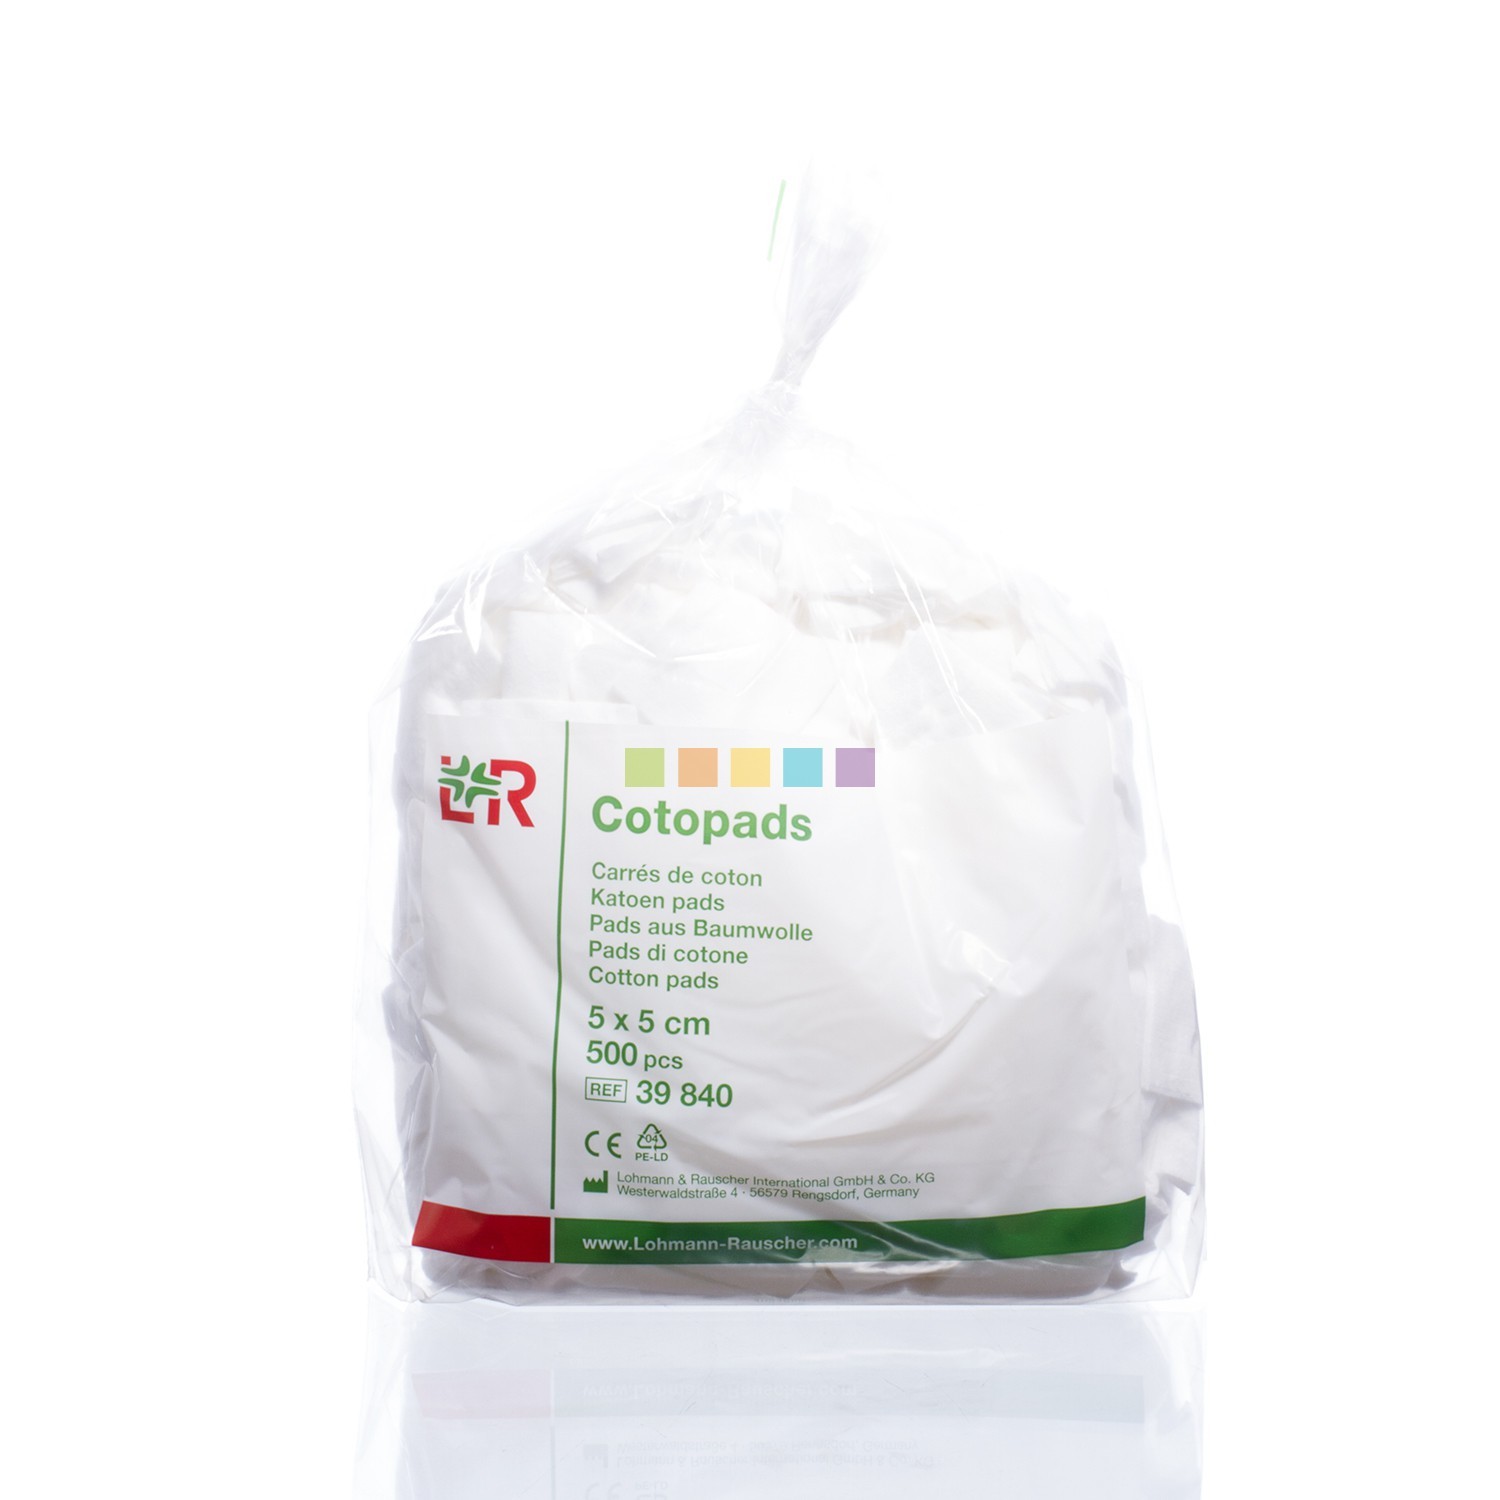 L R
Cotopads
Carrés de coton
Katoen pads
Pads aus Baumwolle
Pads di cotone
Cotton pads
5 x 5 cm
500 pcs
REF 39 840
CE 04
PE-LD
Lohmann & Rauscher International GmbH & Co. KG
Westerwaldstraße 4 · 56579 Rengsdorf, Germany
www.Lohmann-Rauscher.com